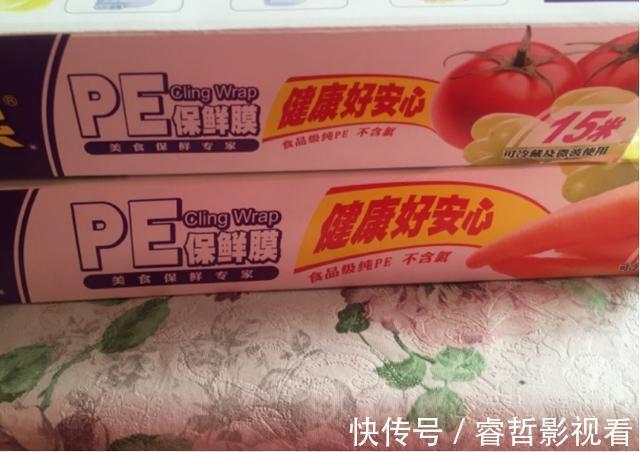 PE
Cling Wrap
保鲜膜
美食保鲜专家
健康好安心
食品级纯PE 不含氯
15米
可冷藏及微波使用
PE
Cling Wrap
保鲜膜
美食保鲜专家
健康好安心
食品级纯PE 不含氯
快传号 / 睿哲影视看